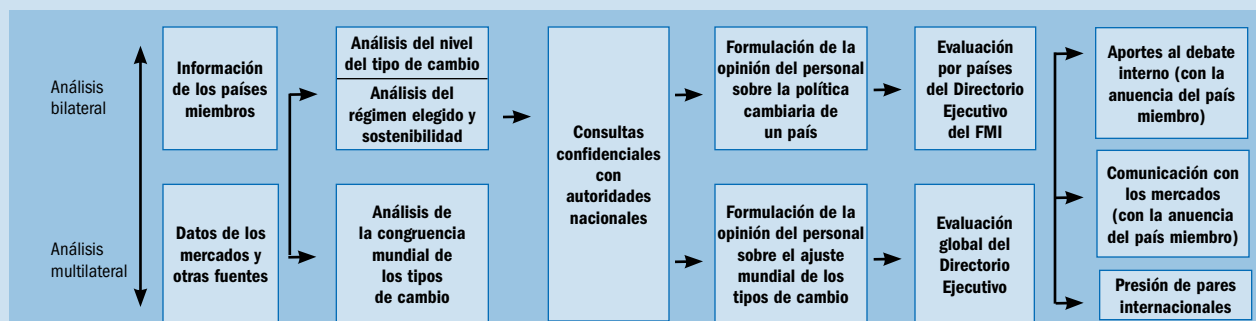 Análisis
bilateral
Análisis
multilateral
Información
de los países
miembros
Datos de los
mercados y
otras fuentes
Análisis del nivel
del tipo de cambio
Análisis del
régimen elegido y
sostenibilidad
Análisis de
la congruencia
mundial de
los tipos
de cambio
Consultas
confidenciales
con
autoridades
nacionales
Formulación de la
opinión del personal
sobre la política
cambiaria de
un país
Formulación de la
opinión del personal
sobre el ajuste
mundial de los
tipos de cambio
Evaluación
por países
del Directorio
Ejecutivo
del FMI
Evaluación
global del
Directorio
Ejecutivo
Aportes al debate
interno (con la
anuencia del país
miembro)
Comunicación con
los mercados
(con la anuencia
del país miembro)
Presión de pares
internacionales